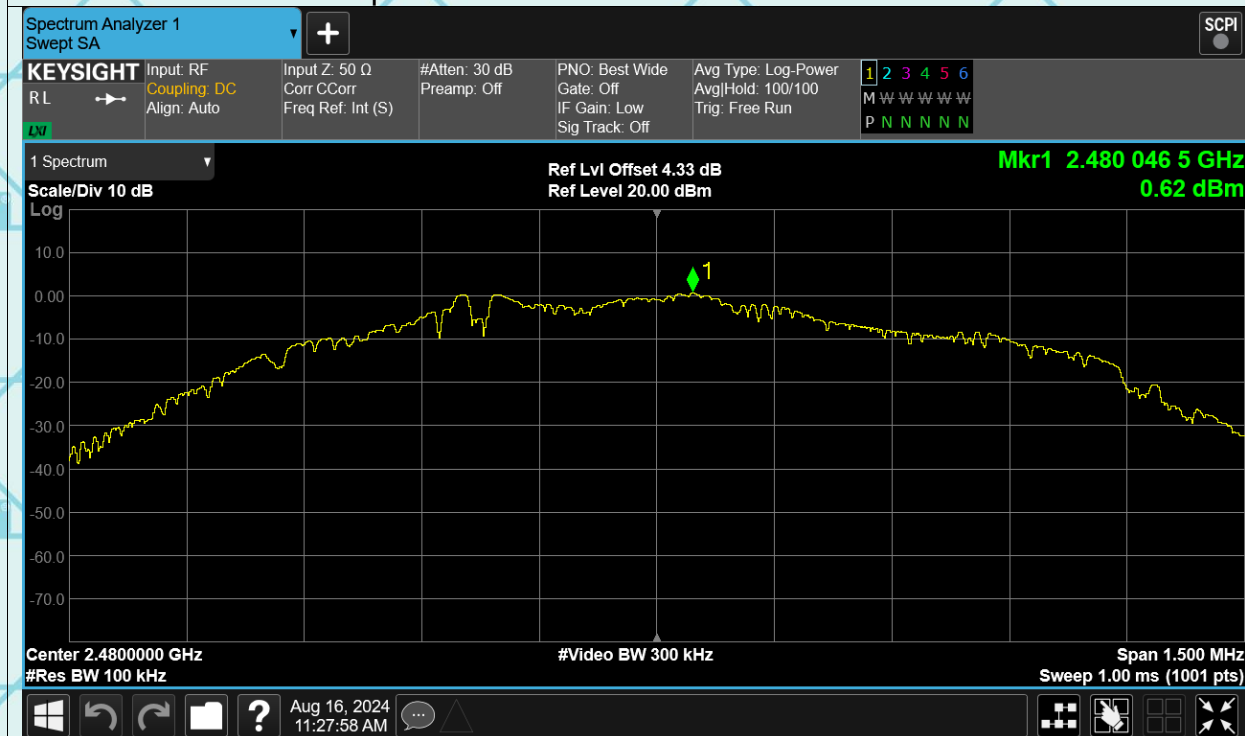 Spectrum Analyzer 1
Swept SA
+
SCPI
KEYSIGHT
RL
LXI
Input: RF
Coupling: DC
Align: Auto
Input Z: 50 Ω
Corr CCorr
Freq Ref: Int (S)
#Atten: 30 dB
Preamp: Off
PNO: Best Wide
Gate: Off
IF Gain: Low
Sig Track: Off
Avg Type: Log-Power
Avg|Hold: 100/100
Trig: Free Run
1 2 3 4 5 6
M W W W W W
P N N N N N
1 Spectrum
Scale/Div 10 dB
Log
Ref Lvl Offset 4.33 dB
Ref Level 20.00 dBm
Mkr1 2.480 046 5 GHz
0.62 dBm
1
10.0
0.00
-10.0
-20.0
-30.0
-40.0
-50.0
-60.0
-70.0
Center 2.4800000 GHz
#Res BW 100 kHz
#Video BW 300 kHz
Span 1.500 MHz
Sweep 1.00 ms (1001 pts)
?
Aug 16, 2024
11:27:58 AM